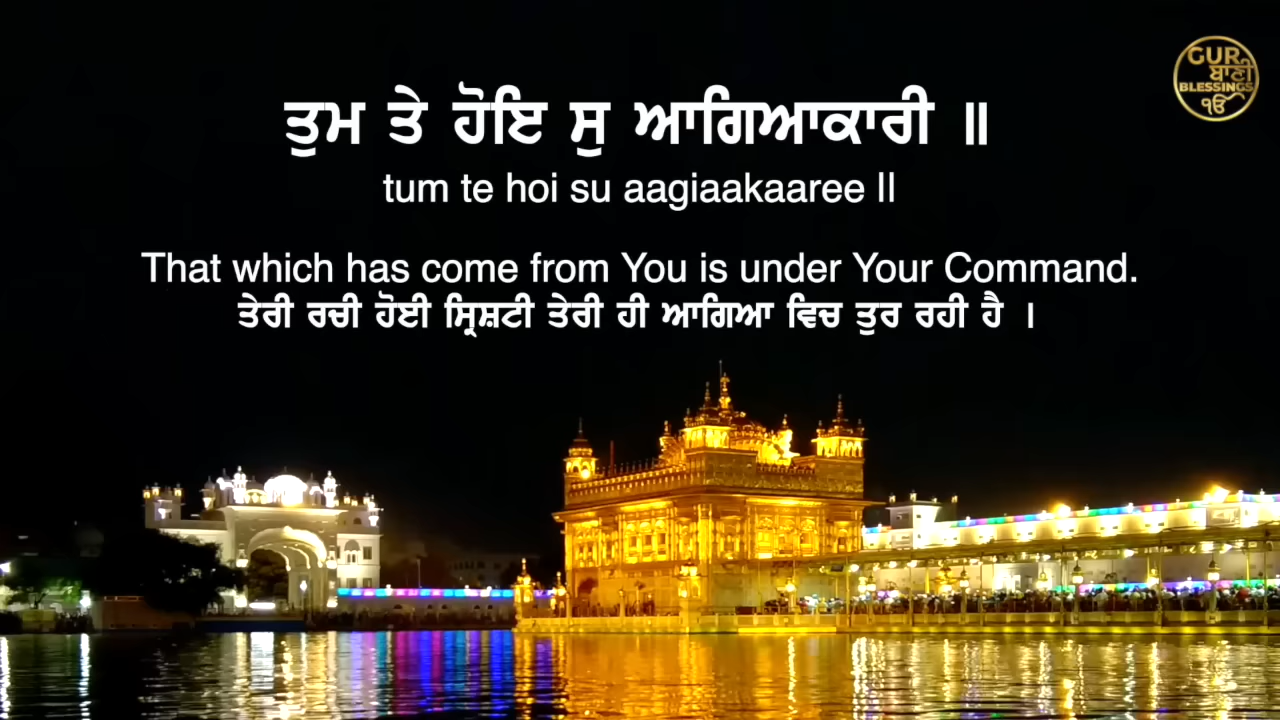 GUR
ਬਾਣੀ
BLESSINGS
ੴ
ਤੁਮ ਤੇ ਹੋਇ ਸੁ ਆਗਿਆਕਾਰੀ ॥
tum te hoi su aagiaakaaree ||
That which has come from You is under Your Command.
ਤੇਰੀ ਰਚੀ ਹੋਈ ਸ੍ਰਿਸ਼ਟੀ ਤੇਰੀ ਹੀ ਆਗਿਆ ਵਿਚ ਤੁਰ ਰਹੀ ਹੈ ।